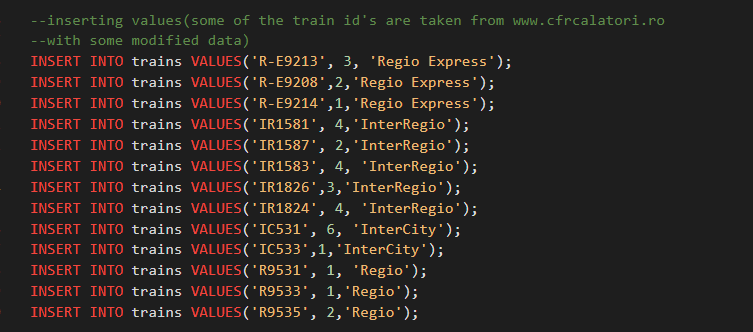 --inserting values(some of the train id's are taken from www.cfrcalatori.ro
--with some modified data)
INSERT INTO trains VALUES('R-E9213', 3, 'Regio Express');
INSERT INTO trains VALUES('R-E9208',2,'Regio Express');
INSERT INTO trains VALUES('R-E9214',1,'Regio Express');
INSERT INTO trains VALUES('IR1581', 4,'InterRegio');
INSERT INTO trains VALUES('IR1587', 2,'InterRegio');
INSERT INTO trains VALUES('IR1583', 4, 'InterRegio');
INSERT INTO trains VALUES('IR1826',3,'InterRegio');
INSERT INTO trains VALUES('IR1824', 4, 'InterRegio');
INSERT INTO trains VALUES('IC531', 6, 'InterCity');
INSERT INTO trains VALUES('IC533',1,'InterCity');
INSERT INTO trains VALUES('R9531', 1, 'Regio');
INSERT INTO trains VALUES('R9533', 1,'Regio');
INSERT INTO trains VALUES('R9535', 2,'Regio');